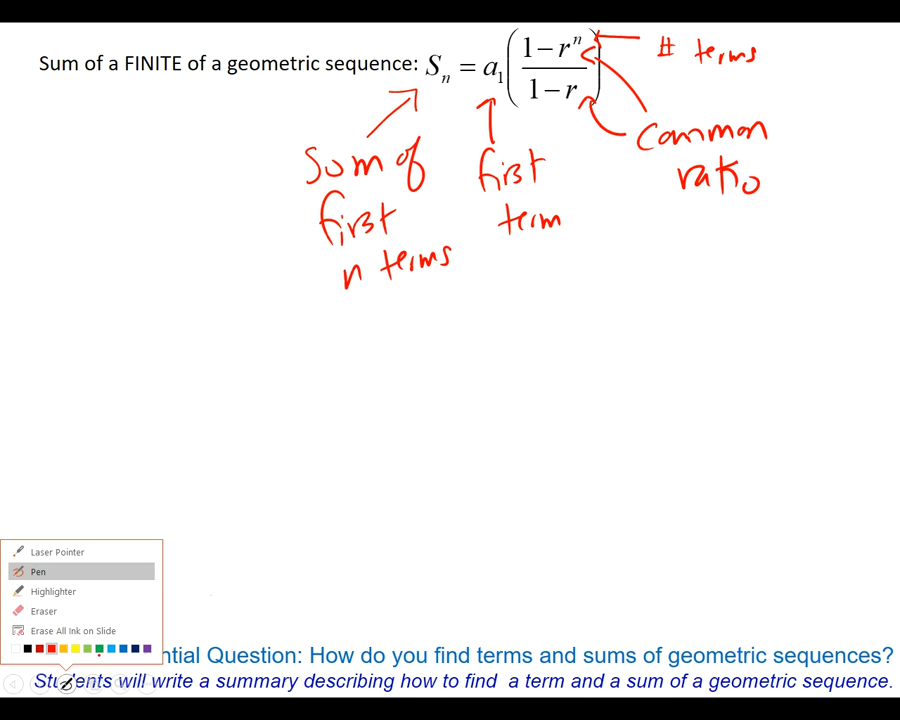 Sum of a FINITE of a geometric sequence: Sₙ = a₁((1 − rⁿ)/(1 − r))
# terms
common
ratio
Sum of
first
n terms
first
term
Laser Pointer
Pen
Highlighter
Eraser
Erase All Ink on Slide
ntial Question: How do you find terms and sums of geometric sequences?
Students will write a summary describing how to find a term and a sum of a geometric sequence.